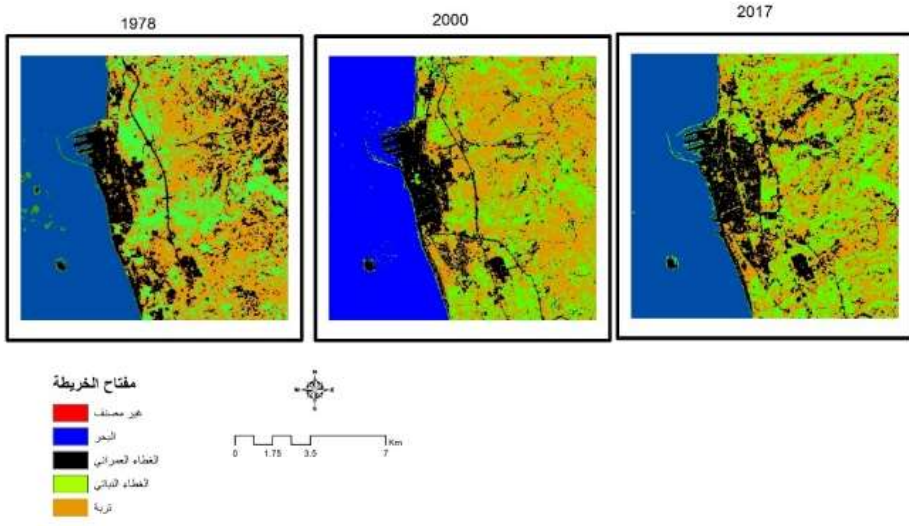 1978
2000
2017
مفتاح الخريطة
غير مصنف
البحر
الغطاء العمراني
الغطاء النباتي
تربة
N
W E
S
0 1.75 3.5 7 Km